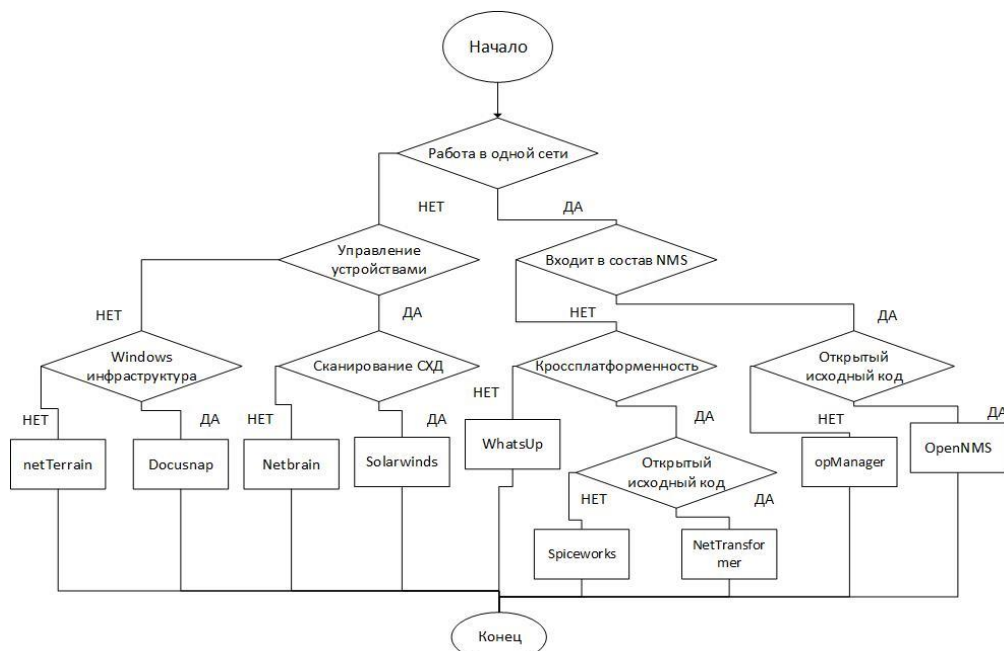 Начало
Работа в одной сети
НЕТ
ДА
Управление
устройствами
Входит в состав NMS
НЕТ
ДА
НЕТ
ДА
Windows
инфраструктура
Сканирование СХД
Кроссплатформенность
Открытый
исходный код
НЕТ
ДА
НЕТ
ДА
НЕТ
ДА
НЕТ
ДА
netTerrain
Docusnap
Netbrain
Solarwinds
WhatsUp
Открытый
исходный код
opManager
OpenNMS
НЕТ
ДА
Spiceworks
NetTransfor
mer
Конец